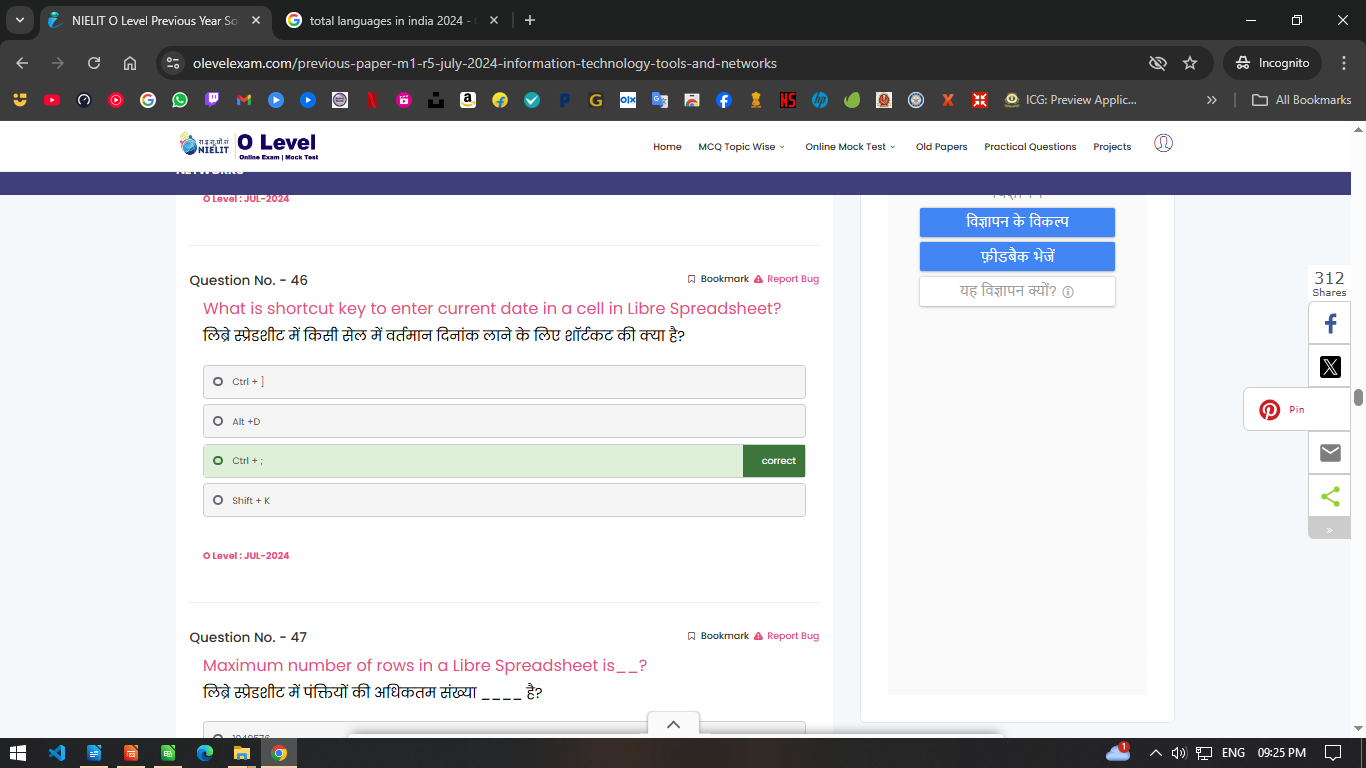 NIELIT O Level Previous Year So
total languages in india 2024 -
olevelexam.com/previous-paper-m1-r5-july-2024-information-technology-tools-and-networks
Incognito
ICG: Preview Applic...
All Bookmarks
रा.इ.सू.प्रौ.सं
NIELIT
O Level
Online Exam | Mock Test
Home
MCQ Topic Wise
Online Mock Test
Old Papers
Practical Questions
Projects
NETWORKS
O Level : JUL-2024
विज्ञापन के विकल्प
फ़ीडबैक भेजें
यह विज्ञापन क्यों?
312
Shares
Pin
Question No. - 46
Bookmark
Report Bug
What is shortcut key to enter current date in a cell in Libre Spreadsheet?
लिब्रे स्प्रेडशीट में किसी सेल में वर्तमान दिनांक लाने के लिए शॉर्टकट की क्या है?
Ctrl + ]
Alt +D
Ctrl + ;
correct
Shift + K
O Level : JUL-2024
Question No. - 47
Bookmark
Report Bug
Maximum number of rows in a Libre Spreadsheet is__?
लिब्रे स्प्रेडशीट में पंक्तियों की अधिकतम संख्या ____ है?
1048576
1
ENG
09:25 PM